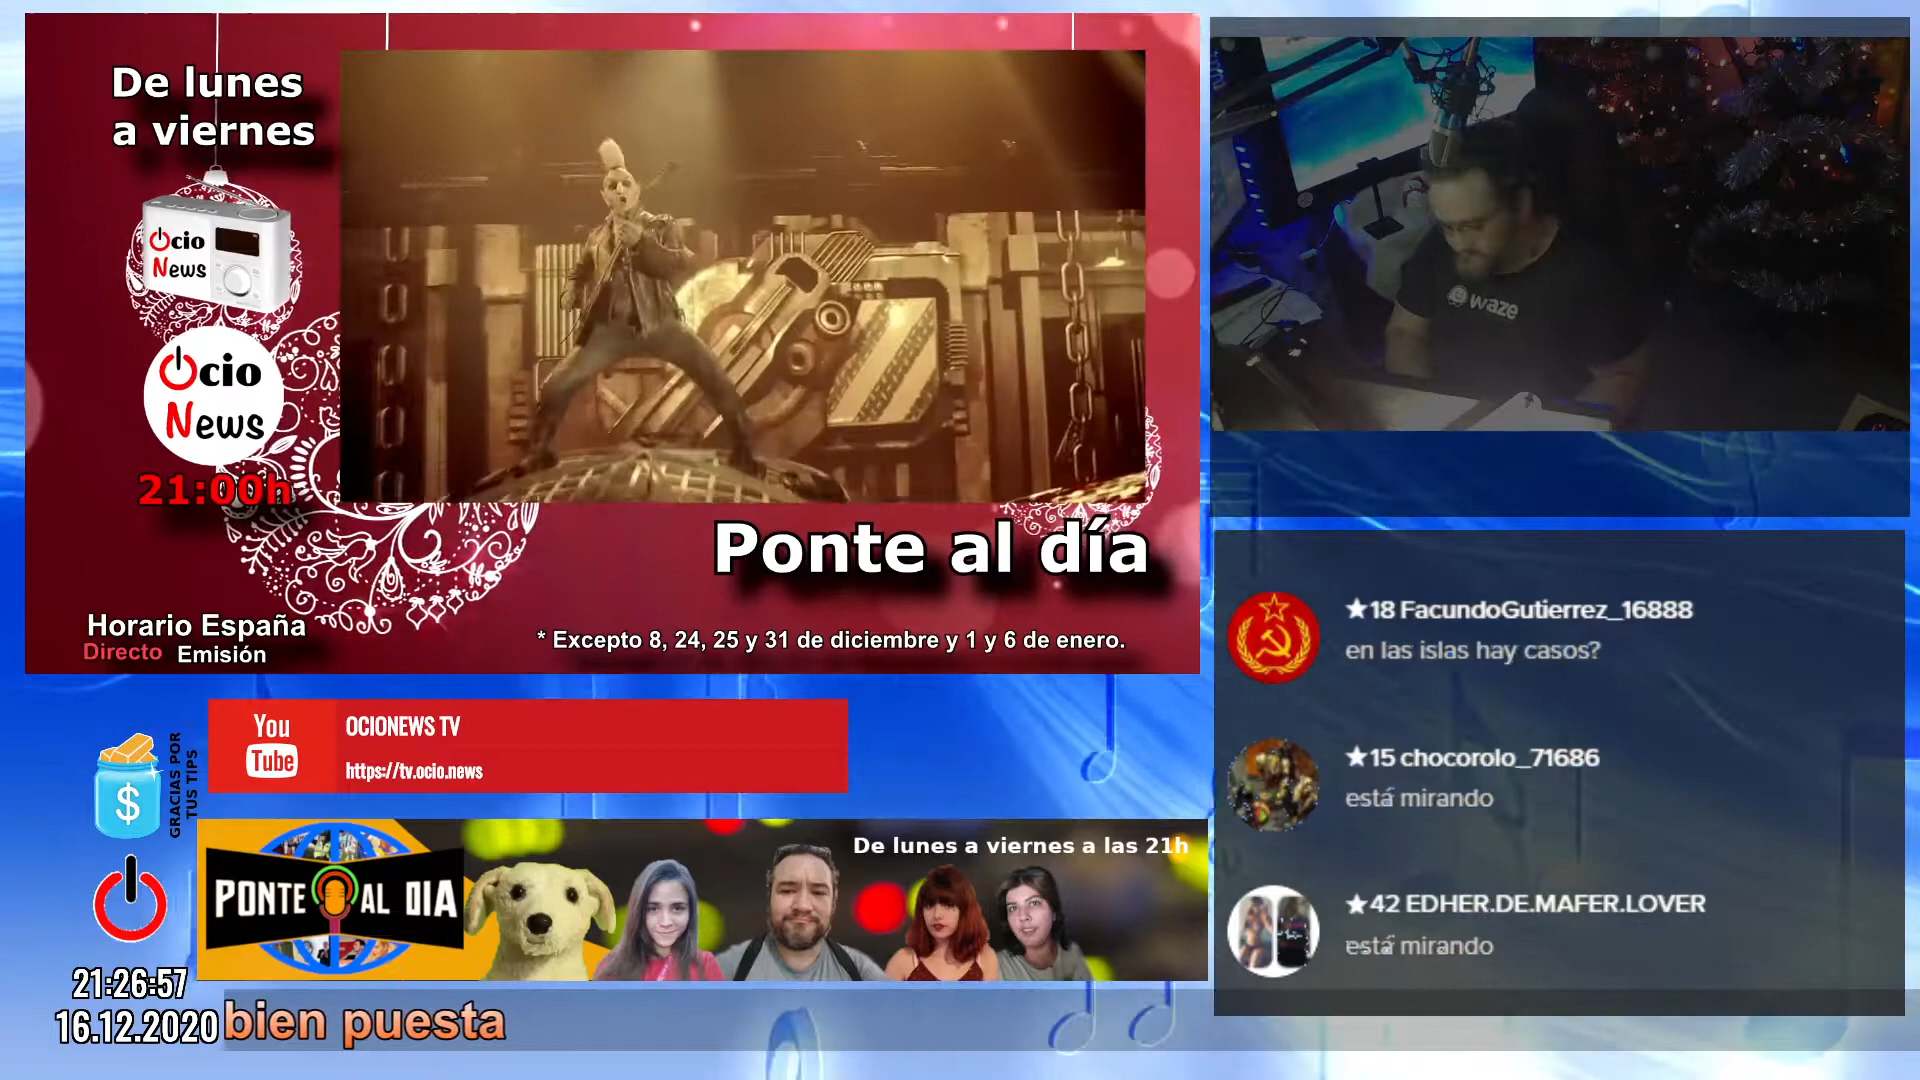 De lunes
a viernes
Ocio
News
Ocio
News
21:00h
Ponte al día
Horario España
Directo Emisión
* Excepto 8, 24, 25 y 31 de diciembre y 1 y 6 de enero.
waze
★18 FacundoGutierrez_16888
en las islas hay casos?
★15 chocorolo_71686
está mirando
★42 EDHER.DE.MAFER.LOVER
está mirando
You
Tube
OCIONEWS TV
https://tv.ocio.news
$
GRACIAS POR
TUS TIPS
PONTE AL DIA
De lunes a viernes a las 21h
21:26:57
16.12.2020
bien puesta